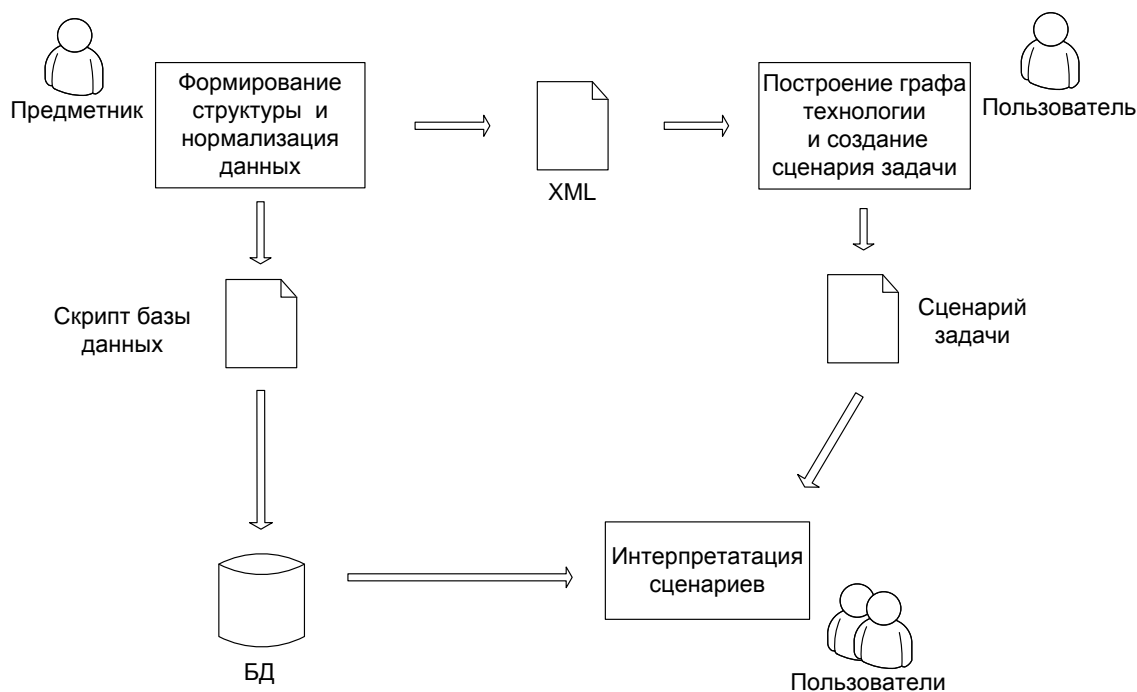 Предметник
Формирование
структуры и
нормализация
данных
XML
Построение графа
технологии
и создание
сценария задачи
Пользователь
Скрипт базы
данных
Сценарий
задачи
БД
Интерпретатация
сценариев
Пользователи